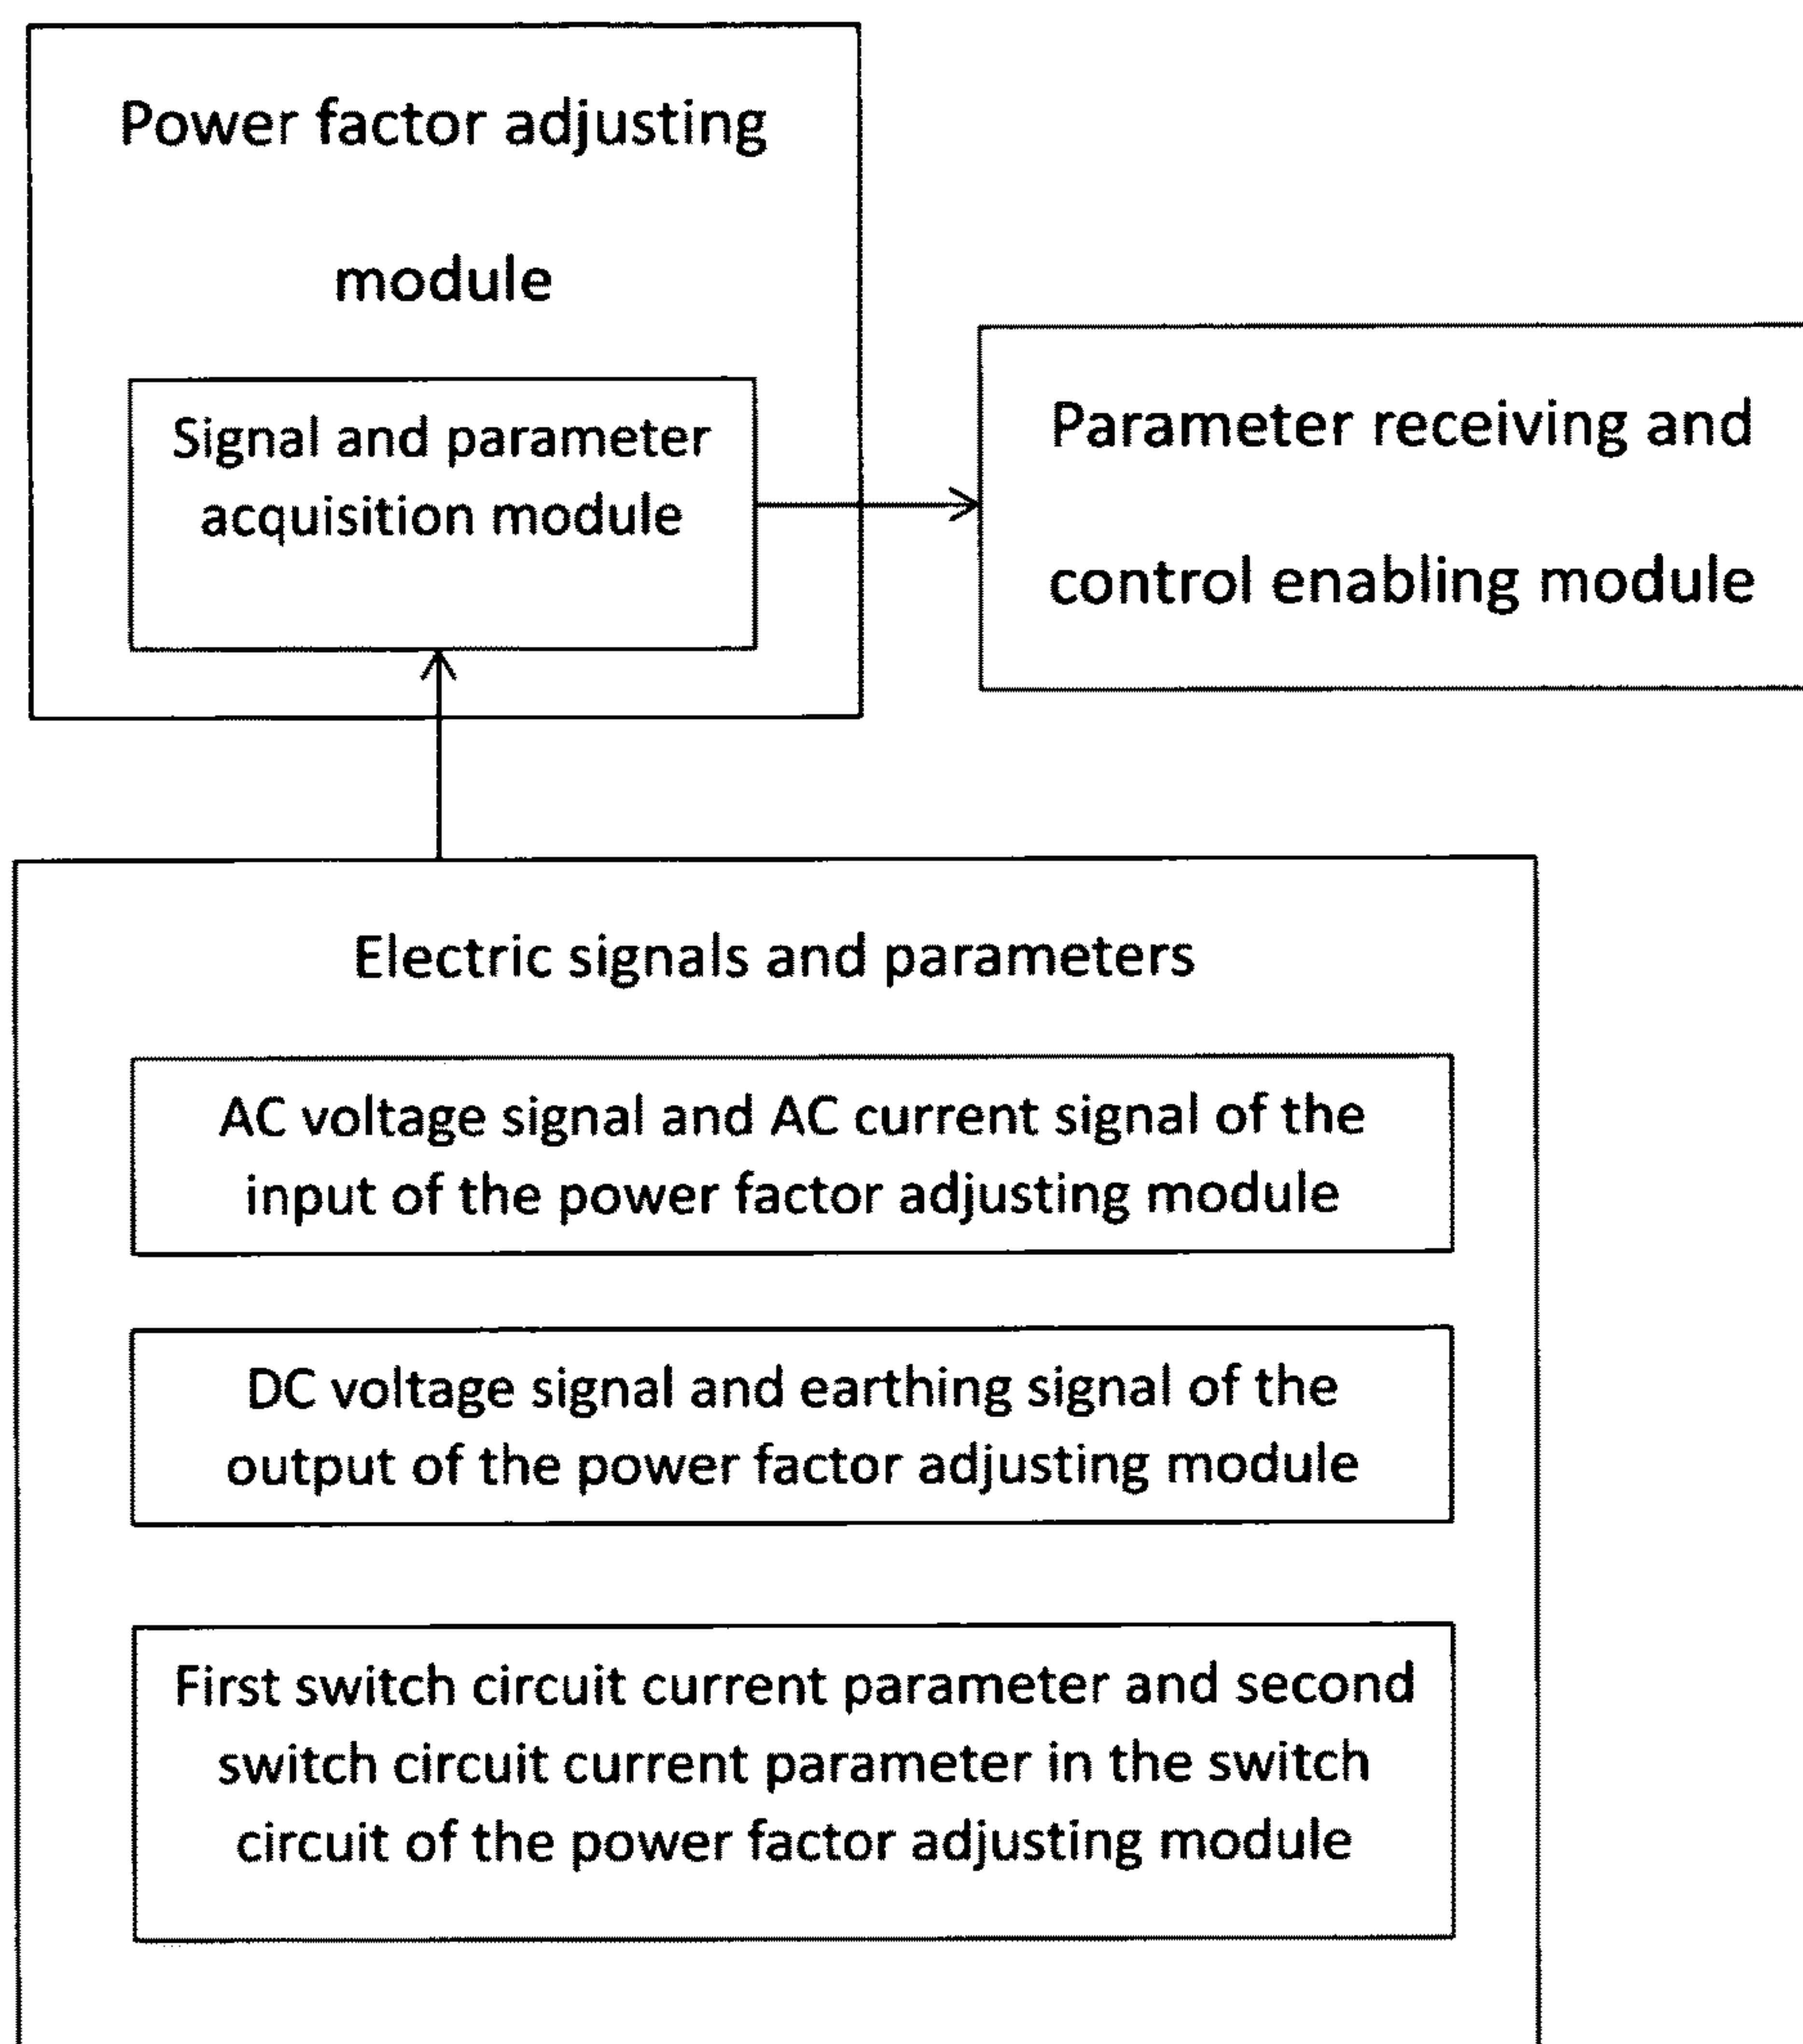 Power factor adjusting
module
Signal and parameter
acquisition module
Parameter receiving and
control enabling module
Electric signals and parameters
AC voltage signal and AC current signal of the
input of the power factor adjusting module
DC voltage signal and earthing signal of the
output of the power factor adjusting module
First switch circuit current parameter and second
switch circuit current parameter in the switch
circuit of the power factor adjusting module